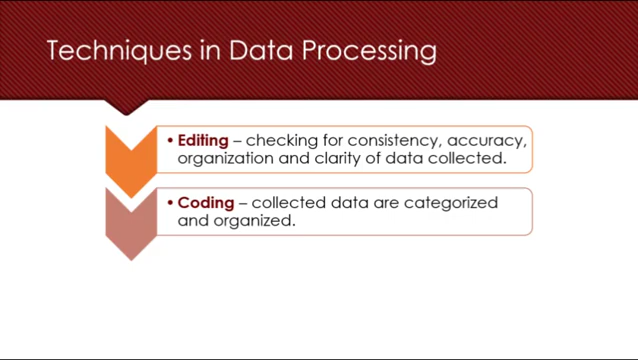 Techniques in Data Processing
• Editing – checking for consistency, accuracy,
organization and clarity of data collected.
• Coding – collected data are categorized
and organized.